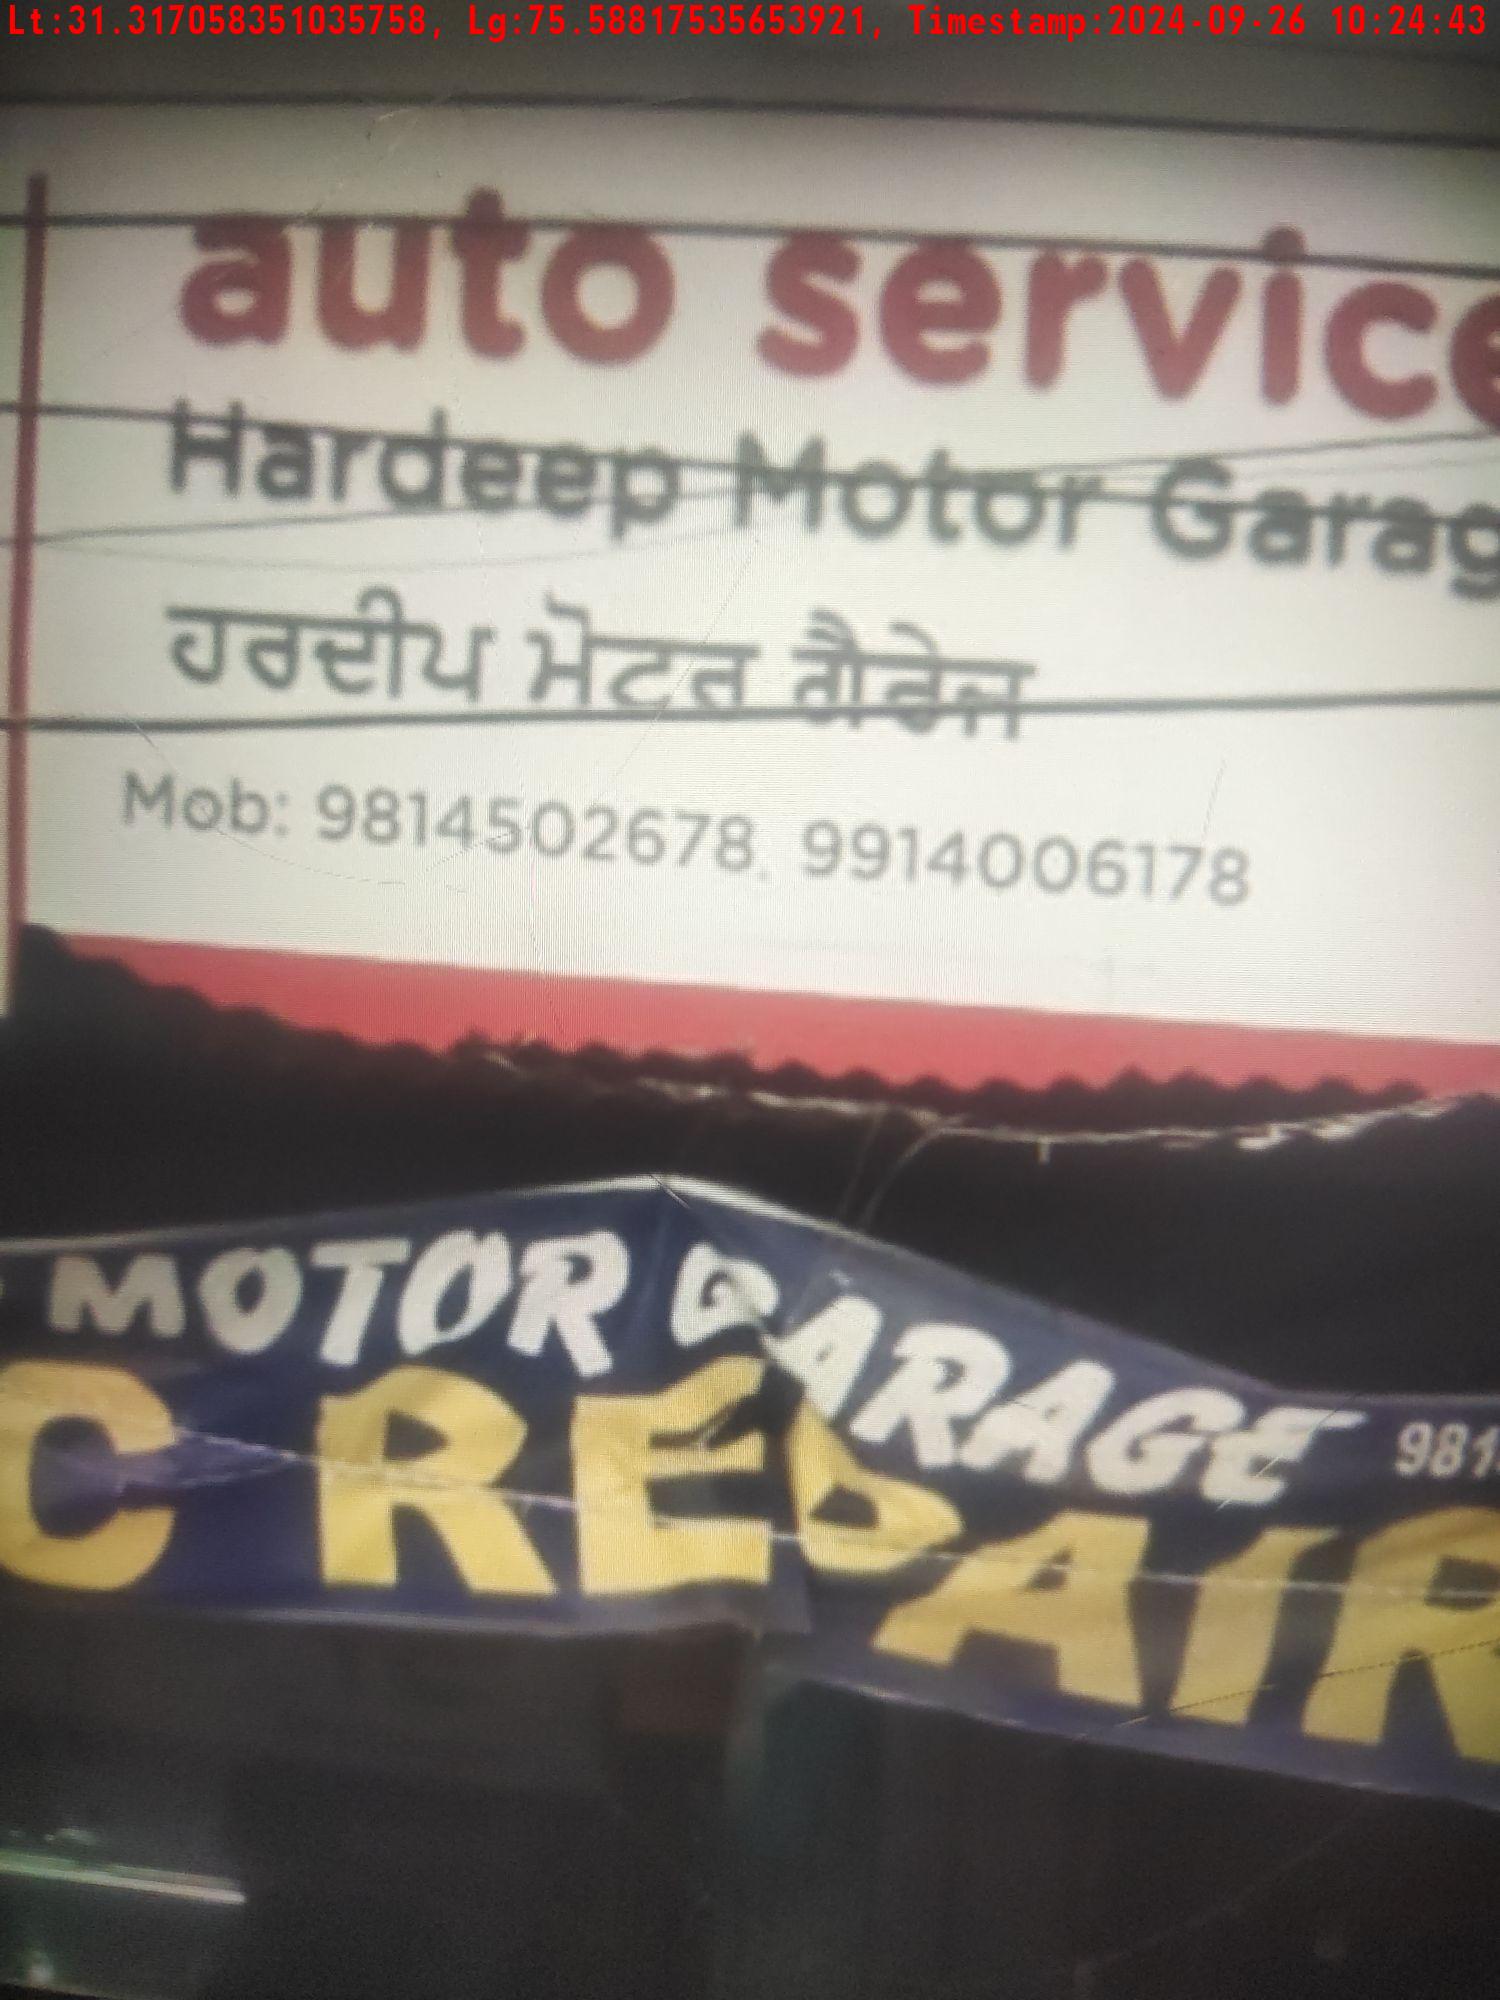 Lt:31.317058351035758, Lg:75.58817535653921, Timestamp:2024-09-26 10:24:43
auto service
Hardeep Motor Garag
ਹਰਦੀਪ ਮੋਟਰ ਗੈਰੇਜ
Mob: 9814502678, 9914006178
MOTOR GARAGE 981
C REPAIR